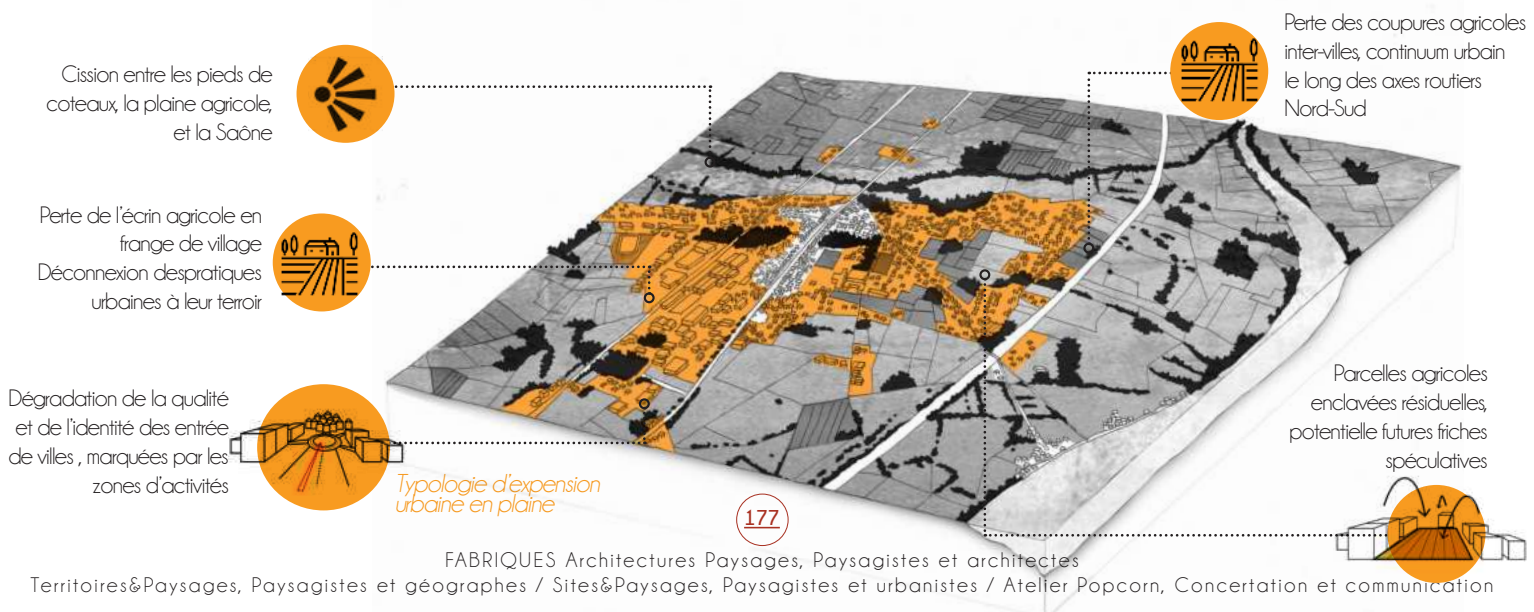 Cission entre les pieds de
coteaux, la plaine agricole,
et la Saône
Perte de l'écrin agricole en
frange de village
Déconnexion despratiques
urbaines à leur terroir
Dégradation de la qualité
et de l'identité des entrée
de villes , marquées par les
zones d'activités
Typologie d'expension
urbaine en plaine
Perte des coupures agricoles
inter-villes, continuum urbain
le long des axes routiers
Nord-Sud
Parcelles agricoles
enclavées résiduelles,
potentielle futures friches
spéculatives
177
FABRIQUES Architectures Paysages, Paysagistes et architectes
Territoires&Paysages, Paysagistes et géographes / Sites&Paysages, Paysagistes et urbanistes / Atelier Popcorn, Concertation et communication